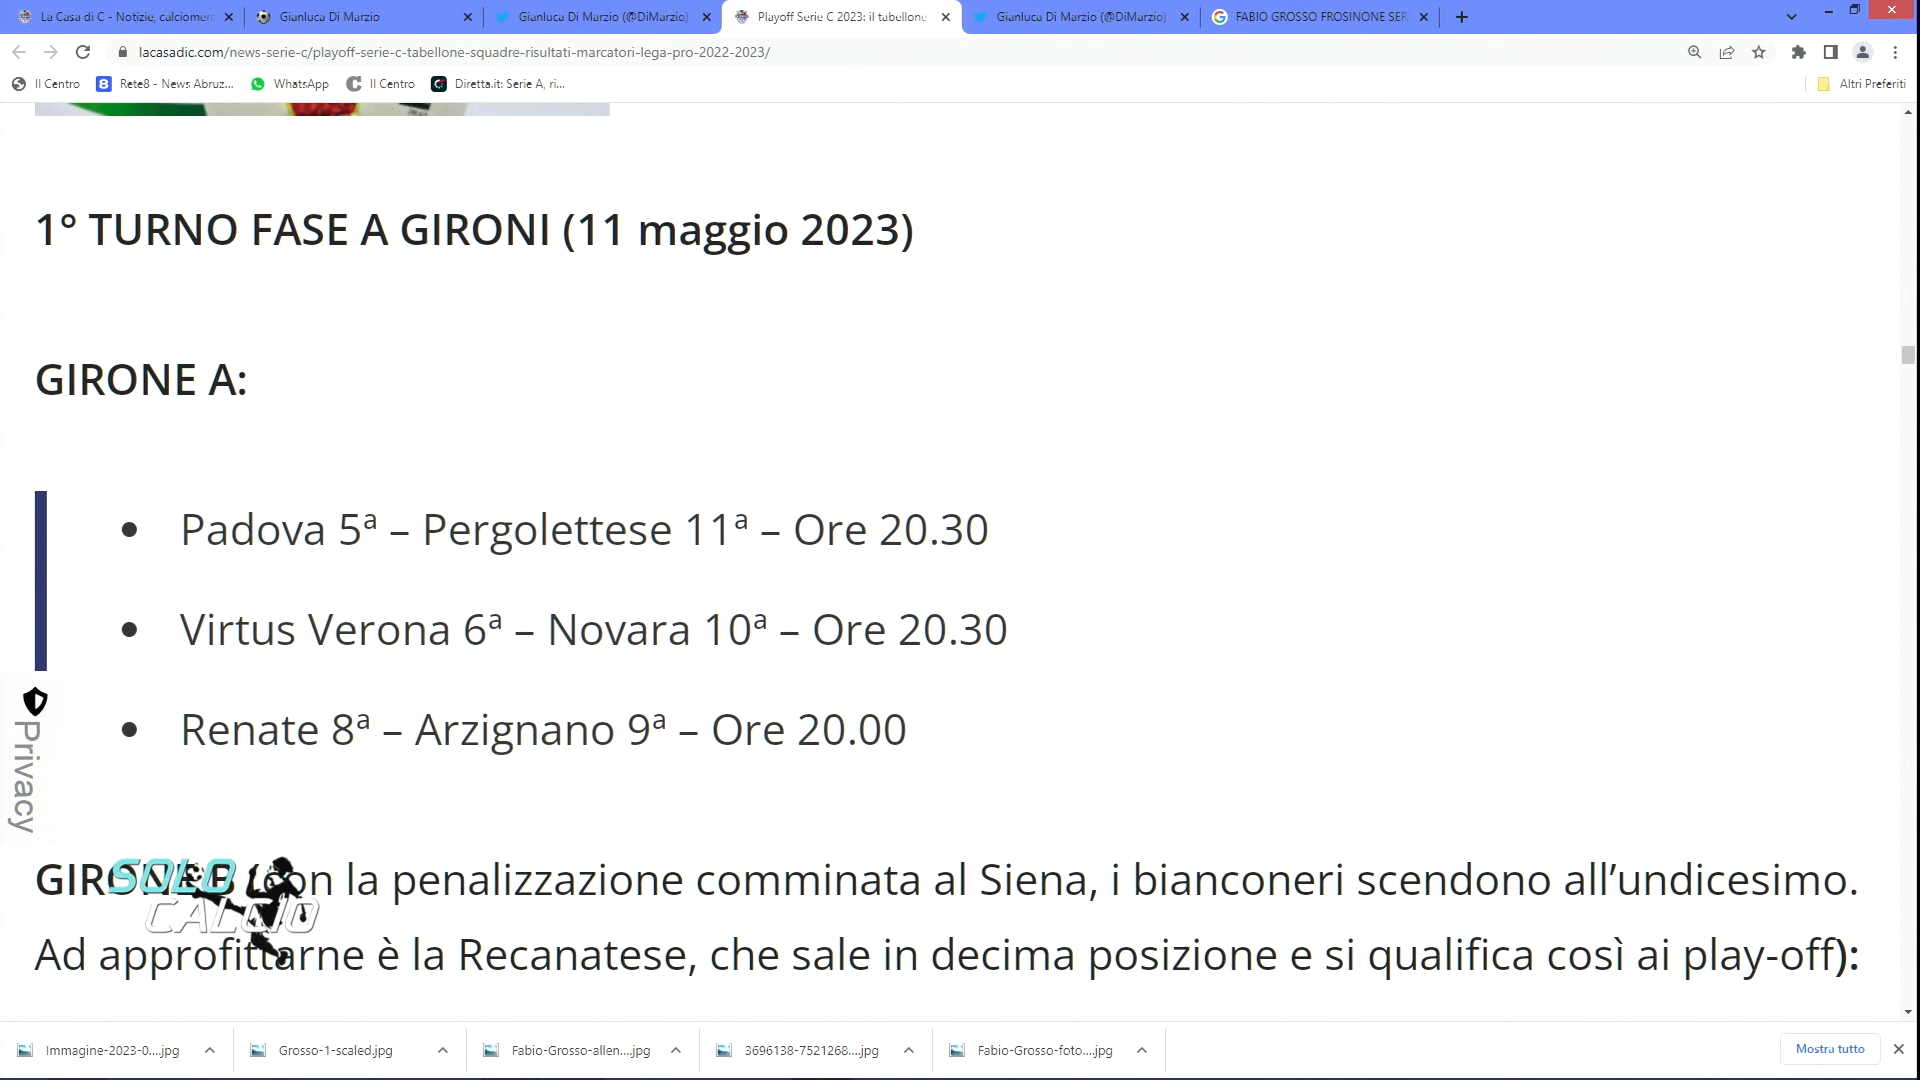 La Casa di C - Notizie, calciomerc
Gianluca Di Marzio
Gianluca Di Marzio (@DiMarzio)
Playoff Serie C 2023: il tabellone
Gianluca Di Marzio (@DiMarzio)
FABIO GROSSO FROSINONE SER
lacasadic.com/news-serie-c/playoff-serie-c-tabellone-squadre-risultati-marcatori-lega-pro-2022-2023/
Il Centro
Rete8 - News Abruz...
WhatsApp
Il Centro
Diretta.it: Serie A, ri...
Altri Preferiti
1° TURNO FASE A GIRONI (11 maggio 2023)
GIRONE A:
• Padova 5ª – Pergolettese 11ª – Ore 20.30
• Virtus Verona 6ª – Novara 10ª – Ore 20.30
• Renate 8ª – Arzignano 9ª – Ore 20.00
Privacy
GIRONE B (con la penalizzazione comminata al Siena, i bianconeri scendono all’undicesimo.
Ad approfittarne è la Recanatese, che sale in decima posizione e si qualifica così ai play-off):
SOLO
CALCIO
Immagine-2023-0....jpg
Grosso-1-scaled.jpg
Fabio-Grosso-allen....jpg
3696138-7521268....jpg
Fabio-Grosso-foto....jpg
Mostra tutto